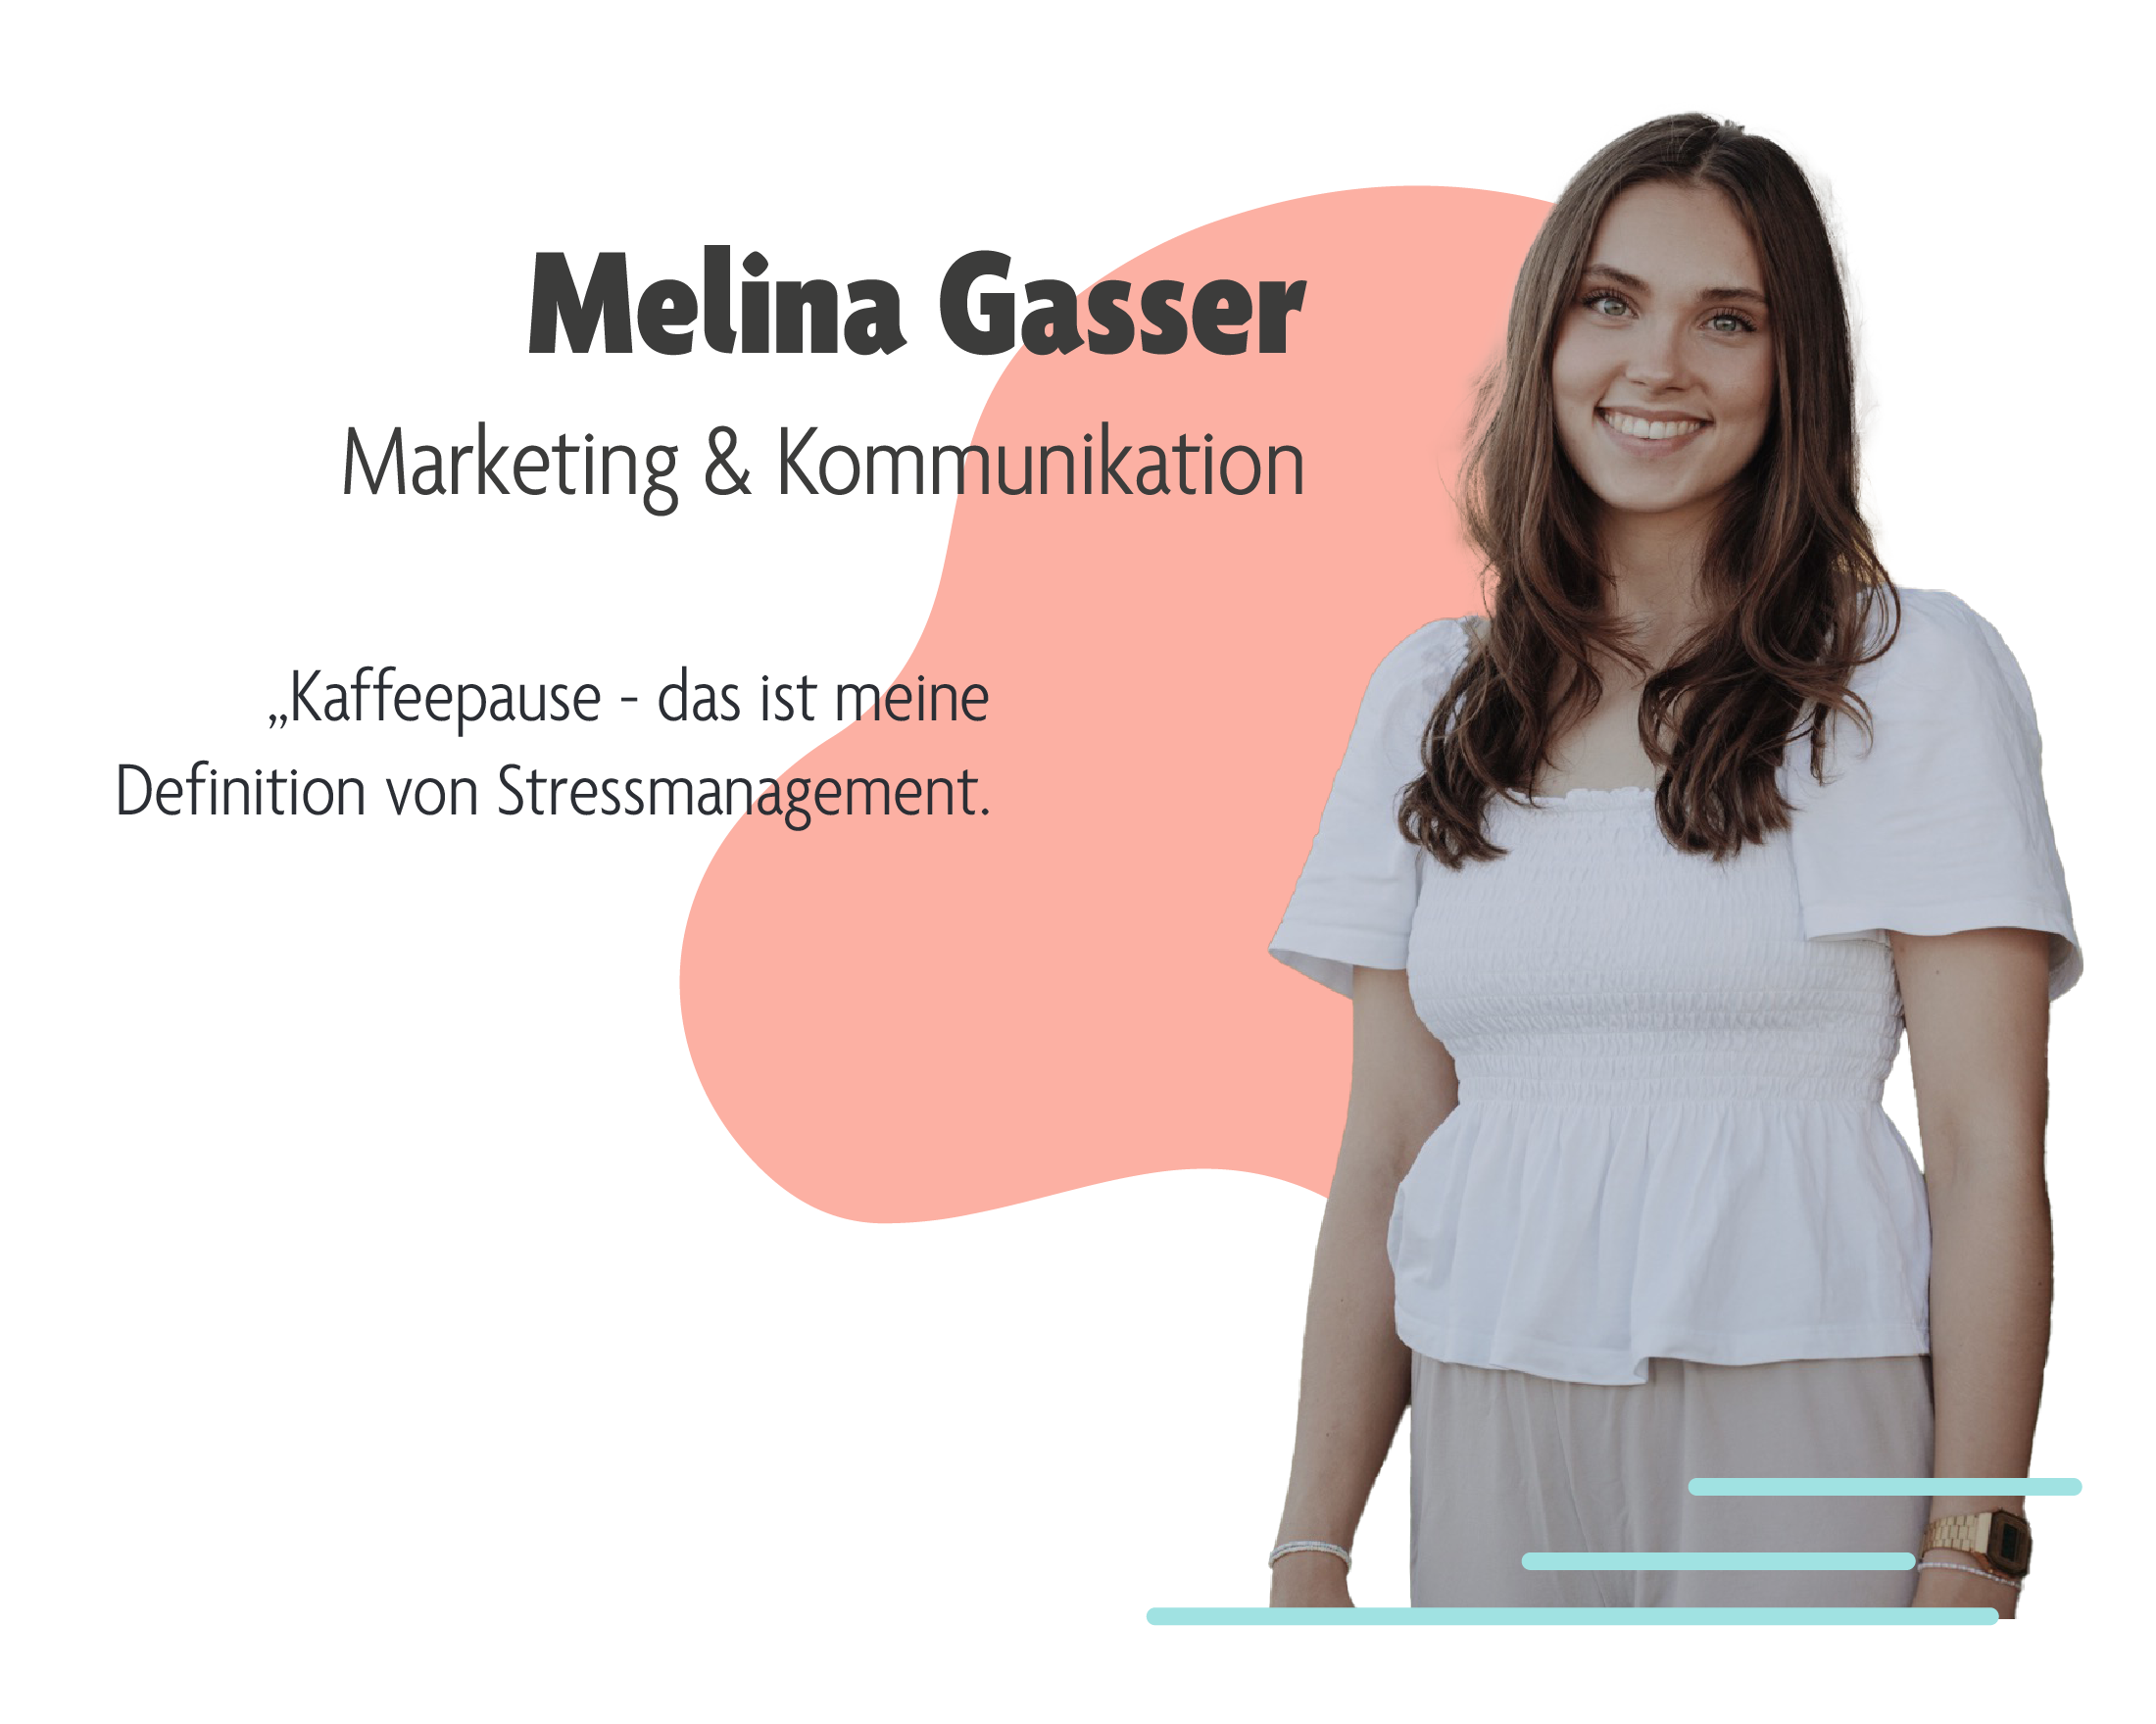 Melina Gasser
Marketing & Kommunikation
„Kaffeepause - das ist meine
Definition von Stressmanagement.